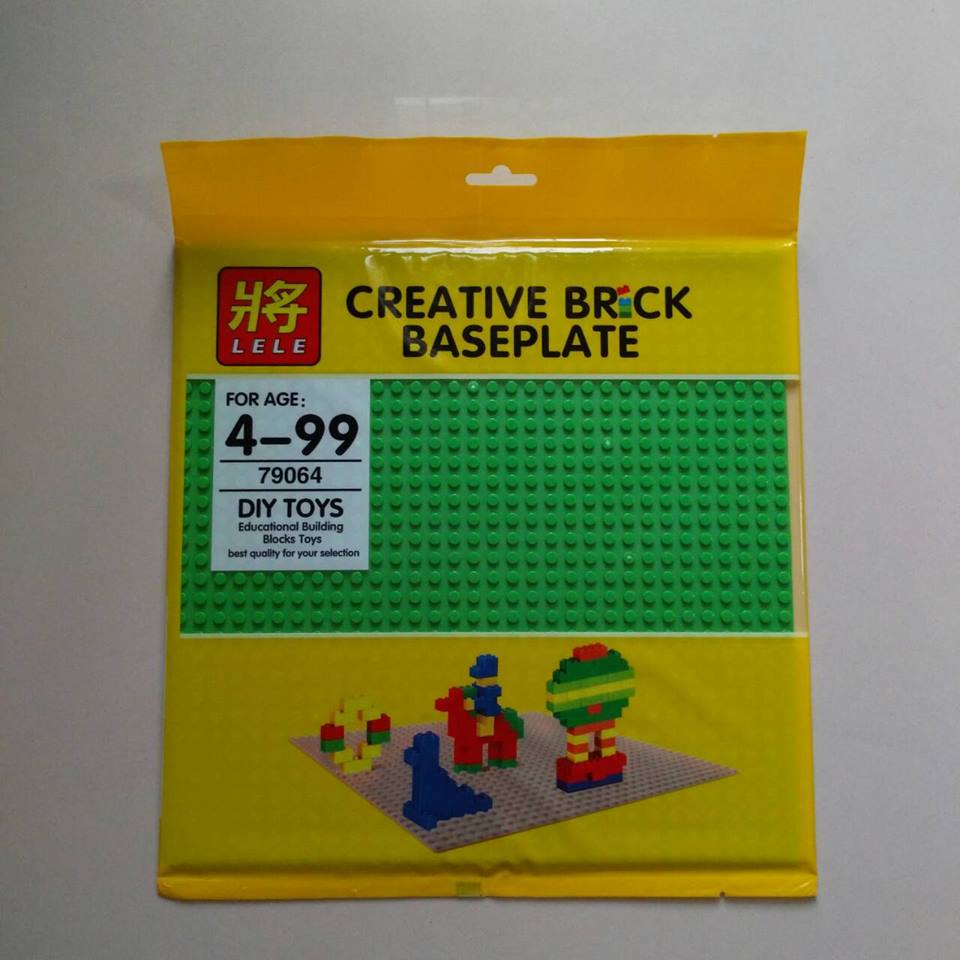 將
LELE
CREATIVE BRICK
BASEPLATE
FOR AGE:
4-99
79064
DIY TOYS
Educational Building
Blocks Toys
best quality for your selection